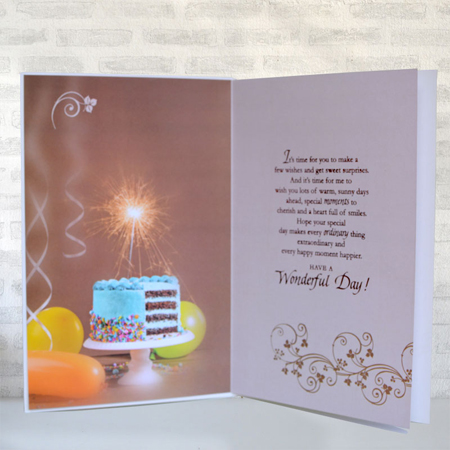 It's time for you to make a
few wishes and get sweet surprises.
And it's time for me to
wish you lots of warm, sunny days
ahead, special moments to
cherish and a heart full of smiles.
Hope your special
day makes every ordinary thing
extraordinary and
every happy moment happier.
HAVE A
Wonderful Day!